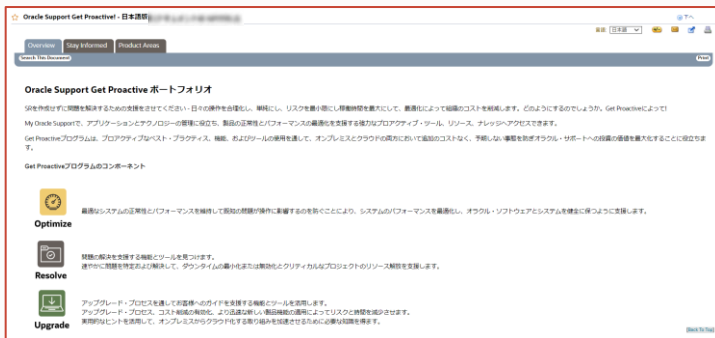 Oracle Support Get Proactive! - 日本語版
下へ
言語 日本語
Overview Stay Informed Product Areas
Search This Document
Print
Oracle Support Get Proactive ポートフォリオ
SRを作成せずに問題を解決するための支援をさせてください - 日々の操作を合理化し、単純にし、リスクを最小限にし稼働時間を最大にして、最適化によって組織のコストを削減します。どのようにするのでしょうか。Get Proactiveによって!
My Oracle Supportで、アプリケーションとテクノロジーの管理に役立ち、製品の正常性とパフォーマンスの最適化を支援する強力なプロアクティブ・ツール、リソース、ナレッジへアクセスできます。
Get Proactiveプログラムは、プロアクティブなベスト・プラクティス、機能、およびツールの使用を通して、オンプレミスとクラウドの両方において追加のコストなく、予期しない事態を防ぎオラクル・サポートへの投資の価値を最大化することに役立ちま
す。
Get Proactiveプログラムのコンポーネント
最適なシステムの正常性とパフォーマンスを維持して既知の問題が操作に影響するのを防ぐことにより、システムのパフォーマンスを最適化し、オラクル・ソフトウェアとシステムを健全に保つように支援します。
Optimize
問題の解決を支援する機能とツールを見つけます。
速やかに問題を特定および解決して、ダウンタイムの最小化または無効化とクリティカルなプロジェクトのリソース解放を支援します。
Resolve
アップグレード・プロセスを通してお客様へのガイドを支援する機能とツールを活用します。
アップグレード・プロセス、コスト削減の有効化、より迅速な新しい製品機能の適用によってリスクと時間を減少させます。
実用的なヒントを活用して、オンプレミスからクラウド化する取り組みを加速させるために必要な知識を得ます。
Upgrade
[Back To Top]